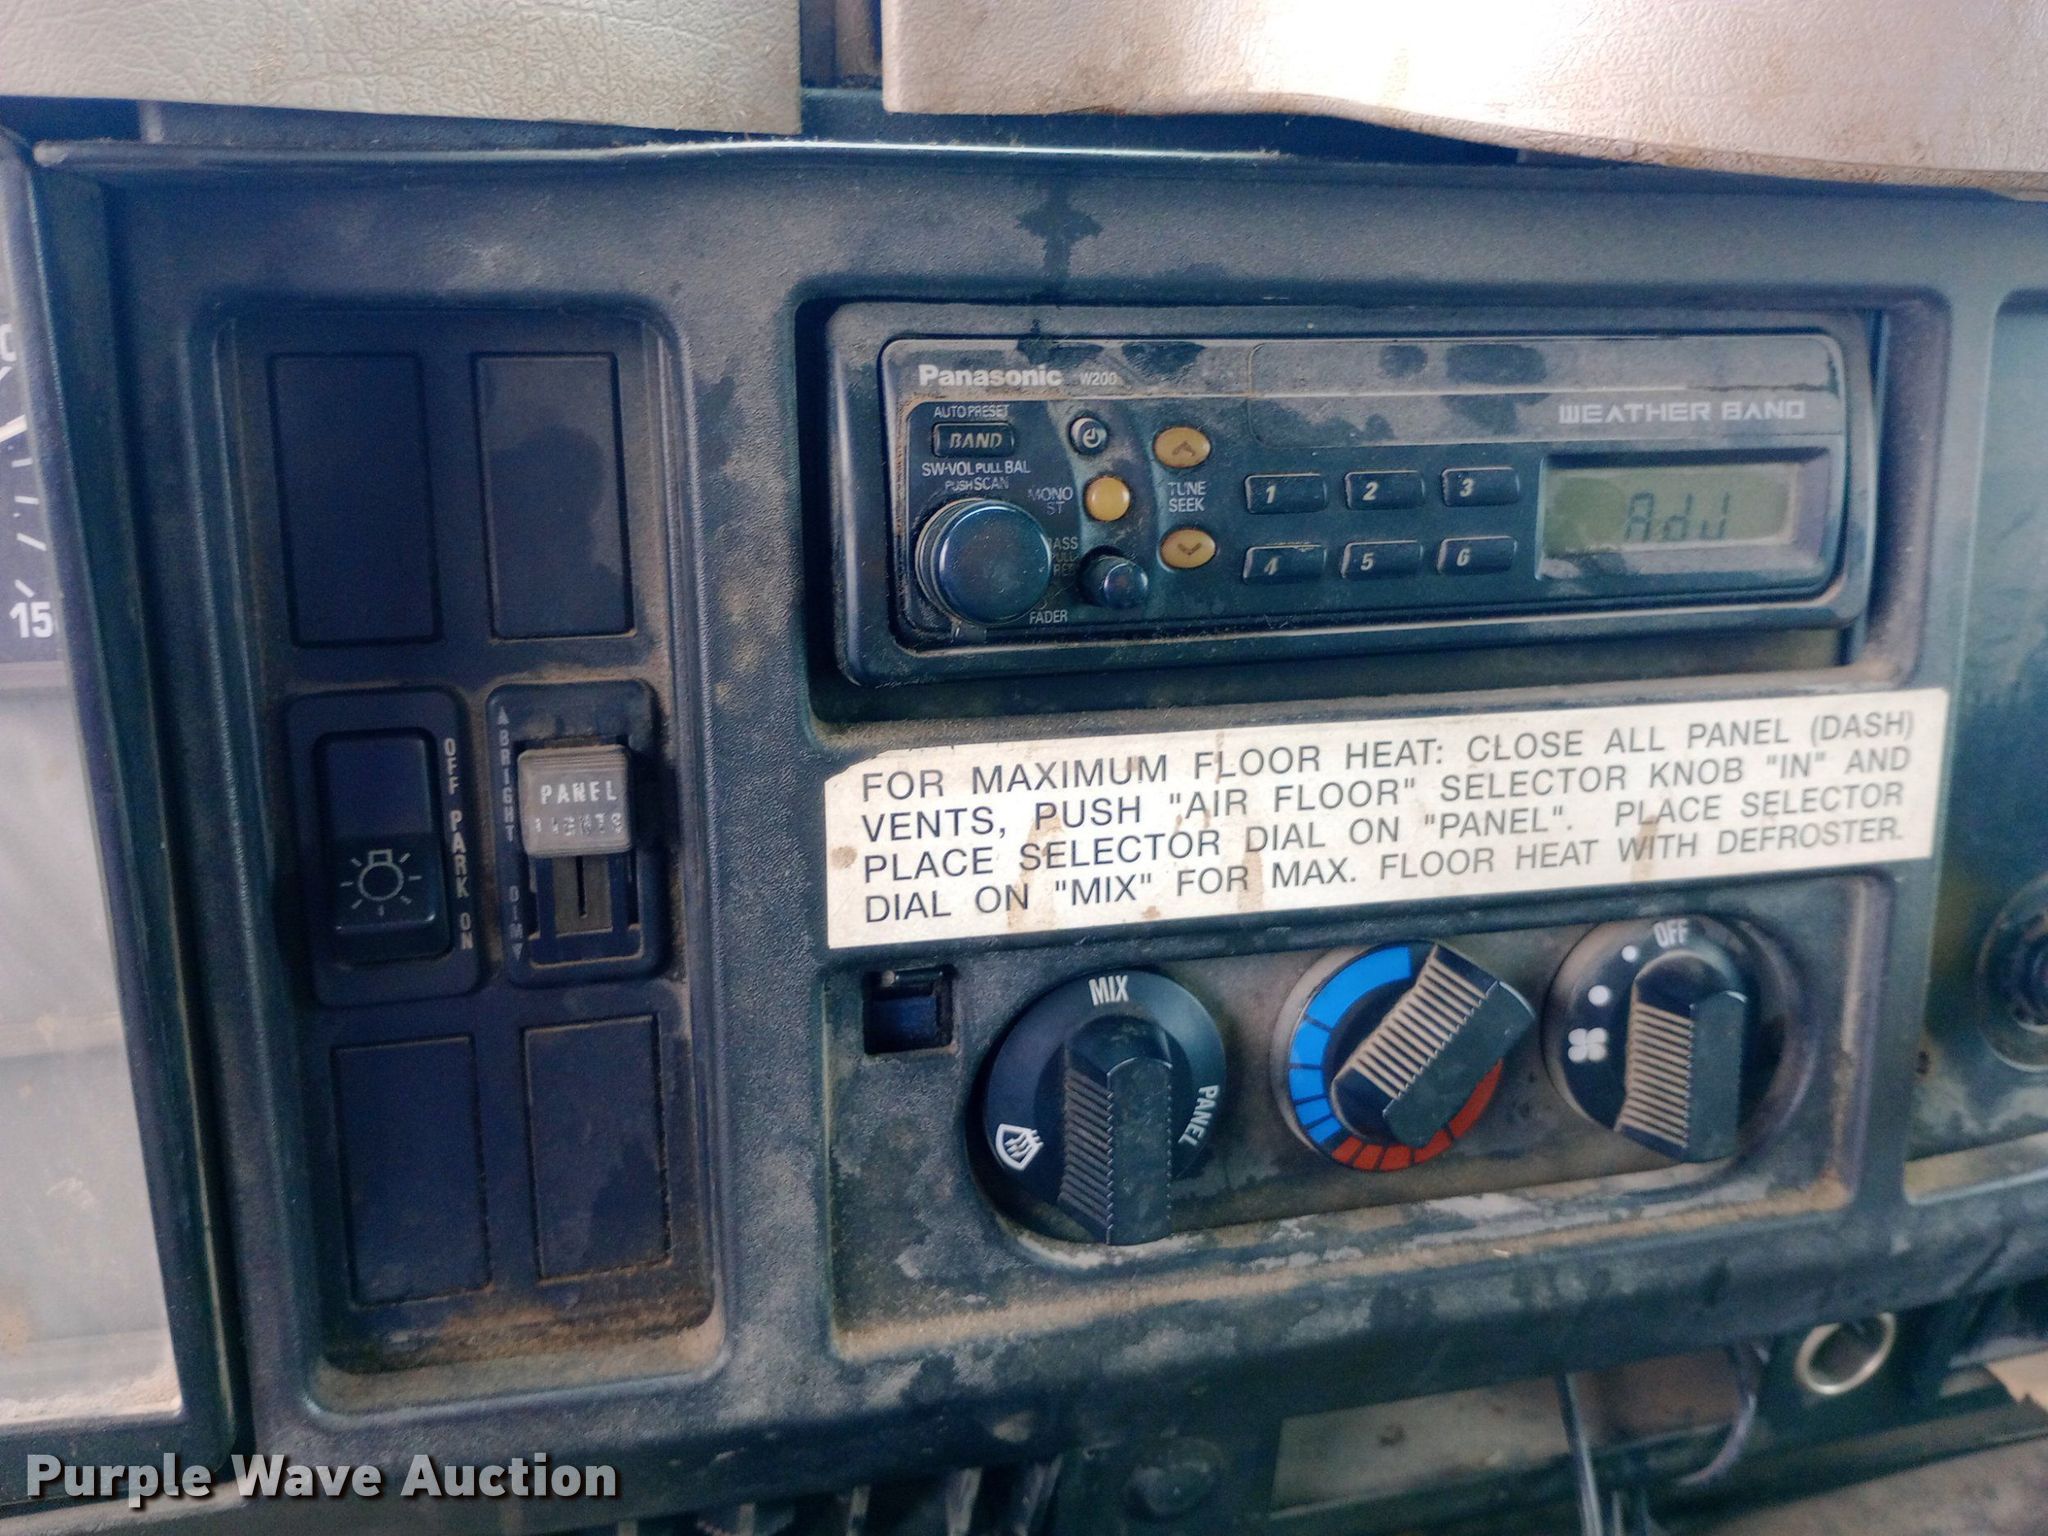 Panasonic W200
AUTO PRESET
BAND
WEATHER BAND
SW-VOL PULL BAL
PUSH SCAN
MONO
ST
TUNE
SEEK
1 2 3
4 5 6
FADER
15
OFF PARK ON
BRIGHT DIM
PANEL
LIGHTS
FOR MAXIMUM FLOOR HEAT: CLOSE ALL PANEL (DASH)
VENTS, PUSH "AIR FLOOR" SELECTOR KNOB "IN" AND
PLACE SELECTOR DIAL ON "PANEL". PLACE SELECTOR
DIAL ON "MIX" FOR MAX. FLOOR HEAT WITH DEFROSTER.
MIX
PANEL
OFF
Purple Wave Auction